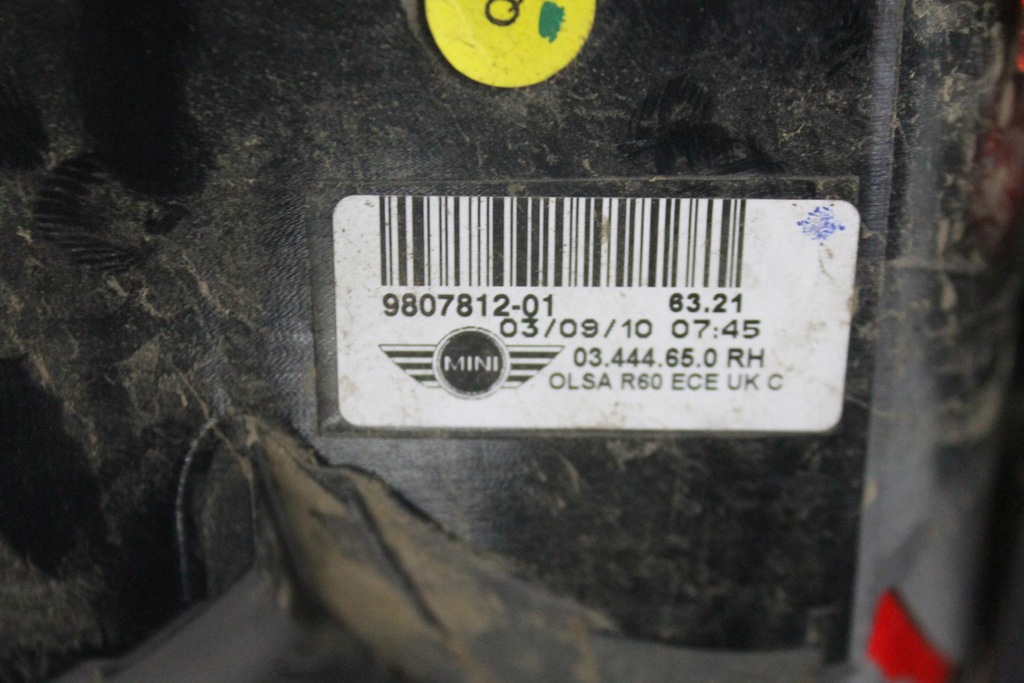 Q
9807812-01 63.21
03/09/10 07:45
MINI 03.444.65.0 RH
OLSA R60 ECE UK C